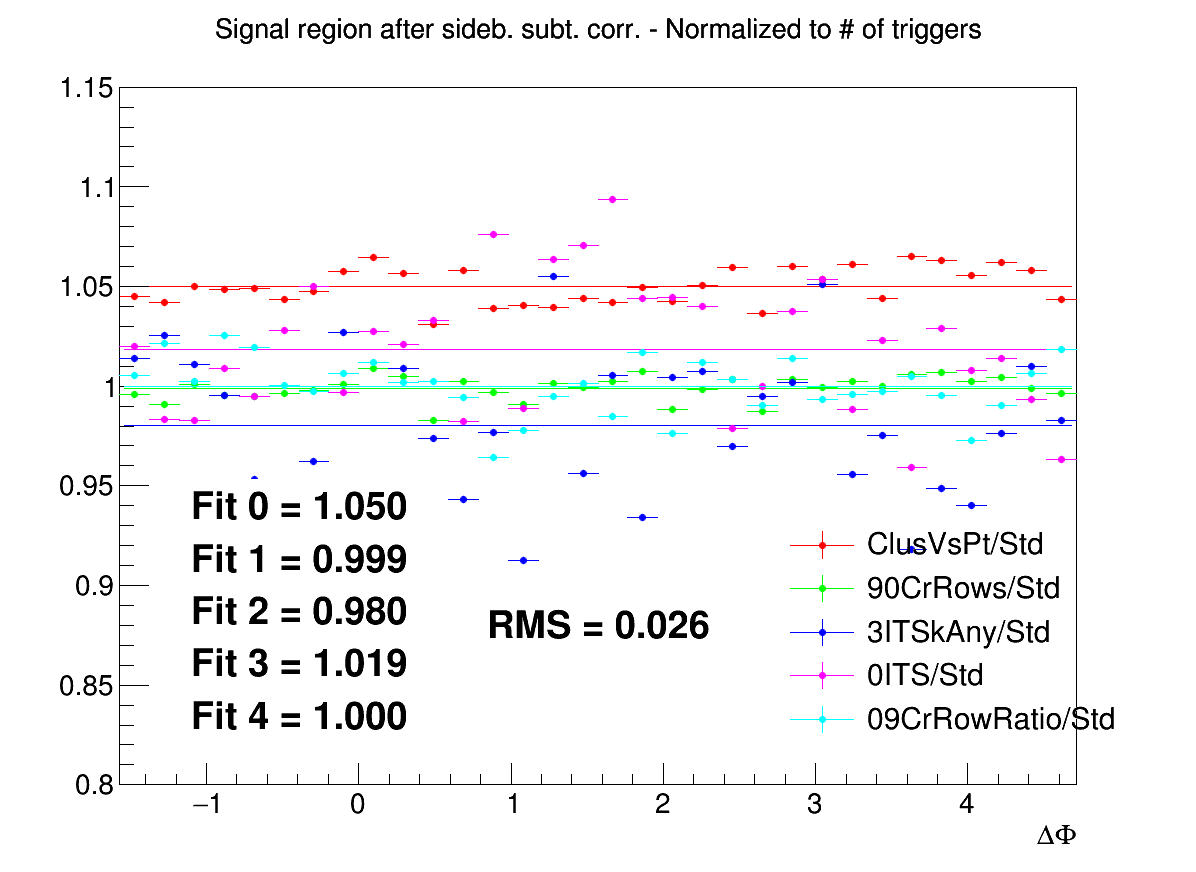 Signal region after sideb. subt. corr. - Normalized to # of triggers
1.15
1.1
1.05
1
0.95
0.9
0.85
0.8
Fit 0 = 1.050
Fit 1 = 0.999
Fit 2 = 0.980
Fit 3 = 1.019
Fit 4 = 1.000
RMS = 0.026
ClusVsPt/Std
90CrRows/Std
3ITSkAny/Std
0ITS/Std
09CrRowRatio/Std
−1 0 1 2 3 4
ΔΦ